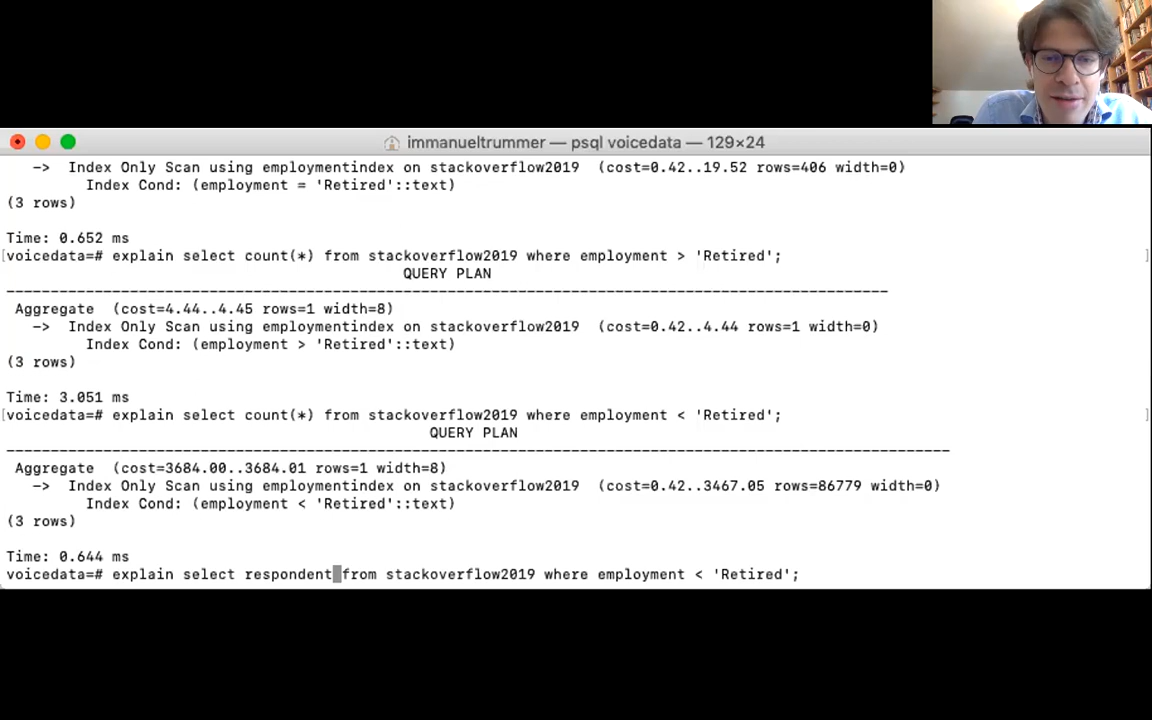 immanueltrummer — psql voicedata — 129×24
-> Index Only Scan using employmentindex on stackoverflow2019 (cost=0.42..19.52 rows=406 width=0)
Index Cond: (employment = 'Retired'::text)
(3 rows)
Time: 0.652 ms
[voicedata=# explain select count(*) from stackoverflow2019 where employment > 'Retired'; ]
QUERY PLAN
----------------------------------------------------------------------------------------------------
Aggregate (cost=4.44..4.45 rows=1 width=8)
-> Index Only Scan using employmentindex on stackoverflow2019 (cost=0.42..4.44 rows=1 width=0)
Index Cond: (employment > 'Retired'::text)
(3 rows)
Time: 3.051 ms
[voicedata=# explain select count(*) from stackoverflow2019 where employment < 'Retired'; ]
QUERY PLAN
-----------------------------------------------------------------------------------------------------------
Aggregate (cost=3684.00..3684.01 rows=1 width=8)
-> Index Only Scan using employmentindex on stackoverflow2019 (cost=0.42..3467.05 rows=86779 width=0)
Index Cond: (employment < 'Retired'::text)
(3 rows)
Time: 0.644 ms
voicedata=# explain select respondent from stackoverflow2019 where employment < 'Retired';